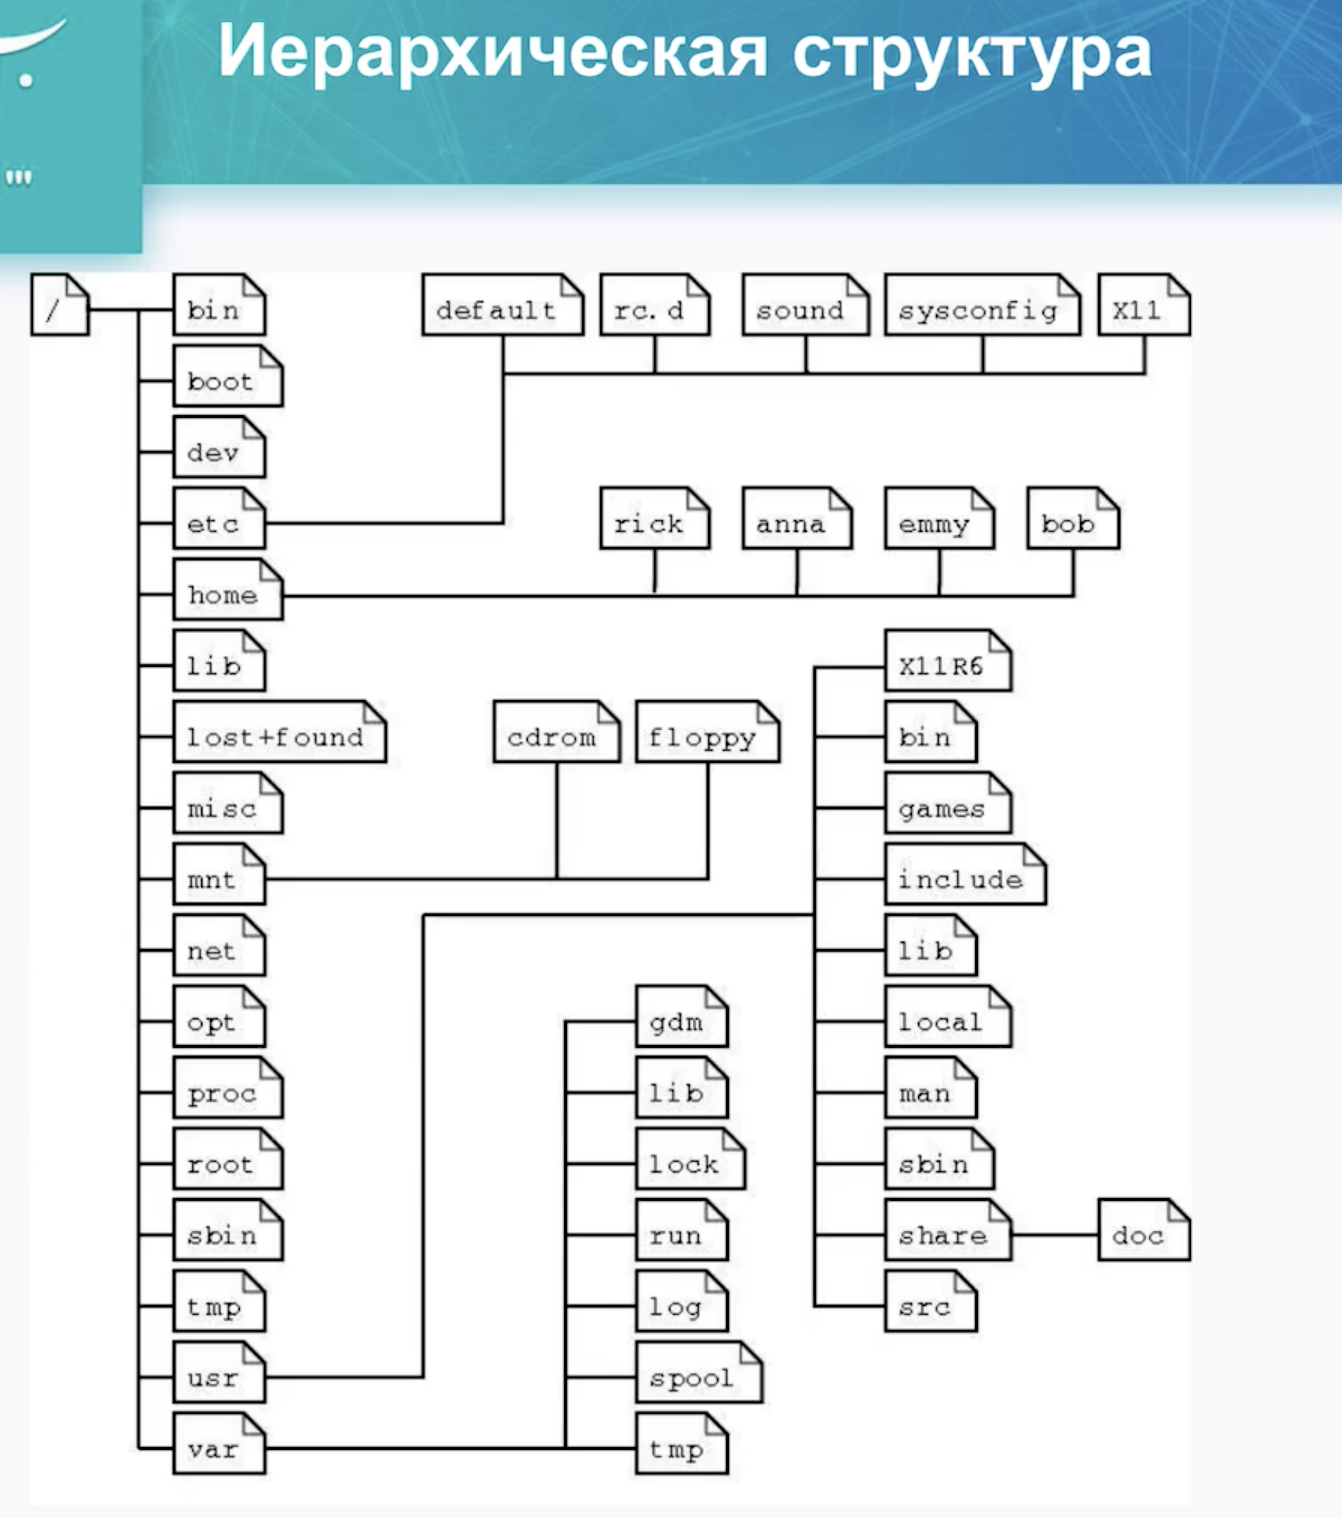 Иерархическая структура
/
bin
default
rc.d
sound
sysconfig
X11
boot
dev
etc
rick
anna
emmy
bob
home
lib
X11R6
lost+found
cdrom
floppy
bin
misc
games
mnt
include
net
lib
opt
gdm
local
proc
lib
man
root
lock
sbin
sbin
run
share
doc
tmp
log
src
usr
spool
var
tmp